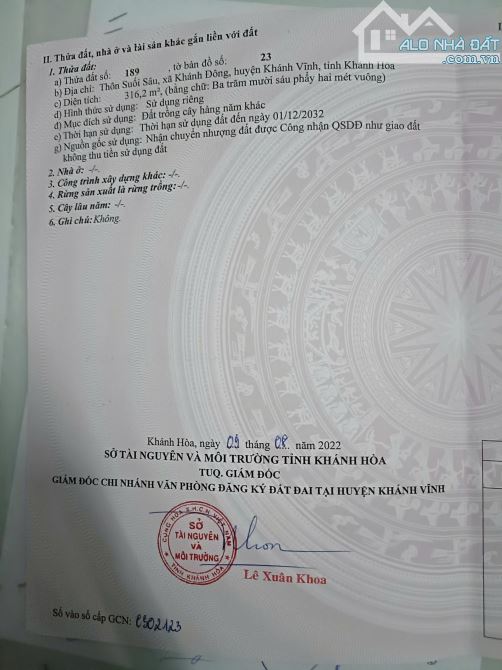 ALO NHÀ ĐẤT
Alonhadat.com.vn
II. Thửa đất, nhà ở và tài sản khác gắn liền với đất
1. Thửa đất:
a) Thửa đất số: 189 , tờ bản đồ số: 23
b) Địa chỉ: Thôn Suối Sâu, xã Khánh Đông, huyện Khánh Vĩnh, tỉnh Khánh Hòa
c) Diện tích: 316,2 m², (bằng chữ: Ba trăm mười sáu phẩy hai mét vuông)
d) Hình thức sử dụng: Sử dụng riêng
đ) Mục đích sử dụng: Đất trồng cây hàng năm khác
e) Thời hạn sử dụng: Thời hạn sử dụng đất đến ngày 01/12/2032
g) Nguồn gốc sử dụng: Nhận chuyển nhượng đất được Công nhận QSDĐ như giao đất
không thu tiền sử dụng đất
2. Nhà ở: -/-.
3. Công trình xây dựng khác: -/-.
4. Rừng sản xuất là rừng trồng: -/-.
5. Cây lâu năm: -/-.
6. Ghi chú: Không.
Khánh Hòa, ngày 09 tháng 08. năm 2022
SỞ TÀI NGUYÊN VÀ MÔI TRƯỜNG TỈNH KHÁNH HÒA
TUQ. GIÁM ĐỐC
GIÁM ĐỐC CHI NHÁNH VĂN PHÒNG ĐĂNG KÝ ĐẤT ĐAI TẠI HUYỆN KHÁNH VĨNH
CỘNG HÒA X.H.C.N VIỆT NAM
SỞ
TÀI NGUYÊN
VÀ
MÔI TRƯỜNG
TỈNH KHÁNH HÒA
Lê Xuân Khoa
Số vào sổ cấp GCN: CS02123